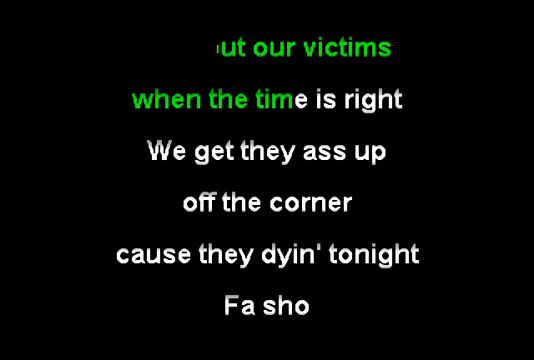 our victims
when the time is right
We get they ass up
off the corner
cause they dyin' tonight
Fa sho